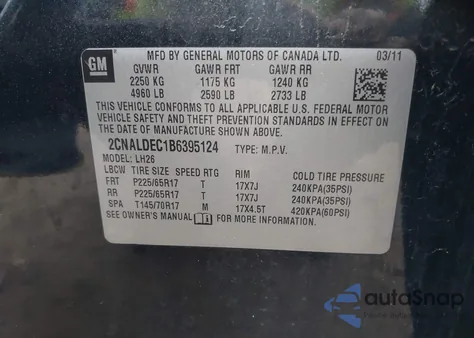 GM
MFD BY GENERAL MOTORS OF CANADA LTD. 03/11
GVWR GAWR FRT GAWR RR
2250 KG 1175 KG 1240 KG
4960 LB 2590 LB 2733 LB
THIS VEHICLE CONFORMS TO ALL APPLICABLE U.S. FEDERAL MOTOR
VEHICLE SAFETY AND THEFT PREVENTION STANDARDS IN EFFECT ON
THE DATE OF MANUFACTURE SHOWN ABOVE.
2CNALDEC1B6395124 TYPE: M.P.V.
MODEL: LH26
LBCW TIRE SIZE SPEED RTG RIM COLD TIRE PRESSURE
FRT P225/65R17 T 17X7J 240KPA(35PSI)
RR P225/65R17 T 17X7J 240KPA(35PSI)
SPA T145/70R17 M 17X4.5T 420KPA(60PSI)
SEE OWNER'S MANUAL FOR ADDITIONAL INFORMATION.
autoSnap